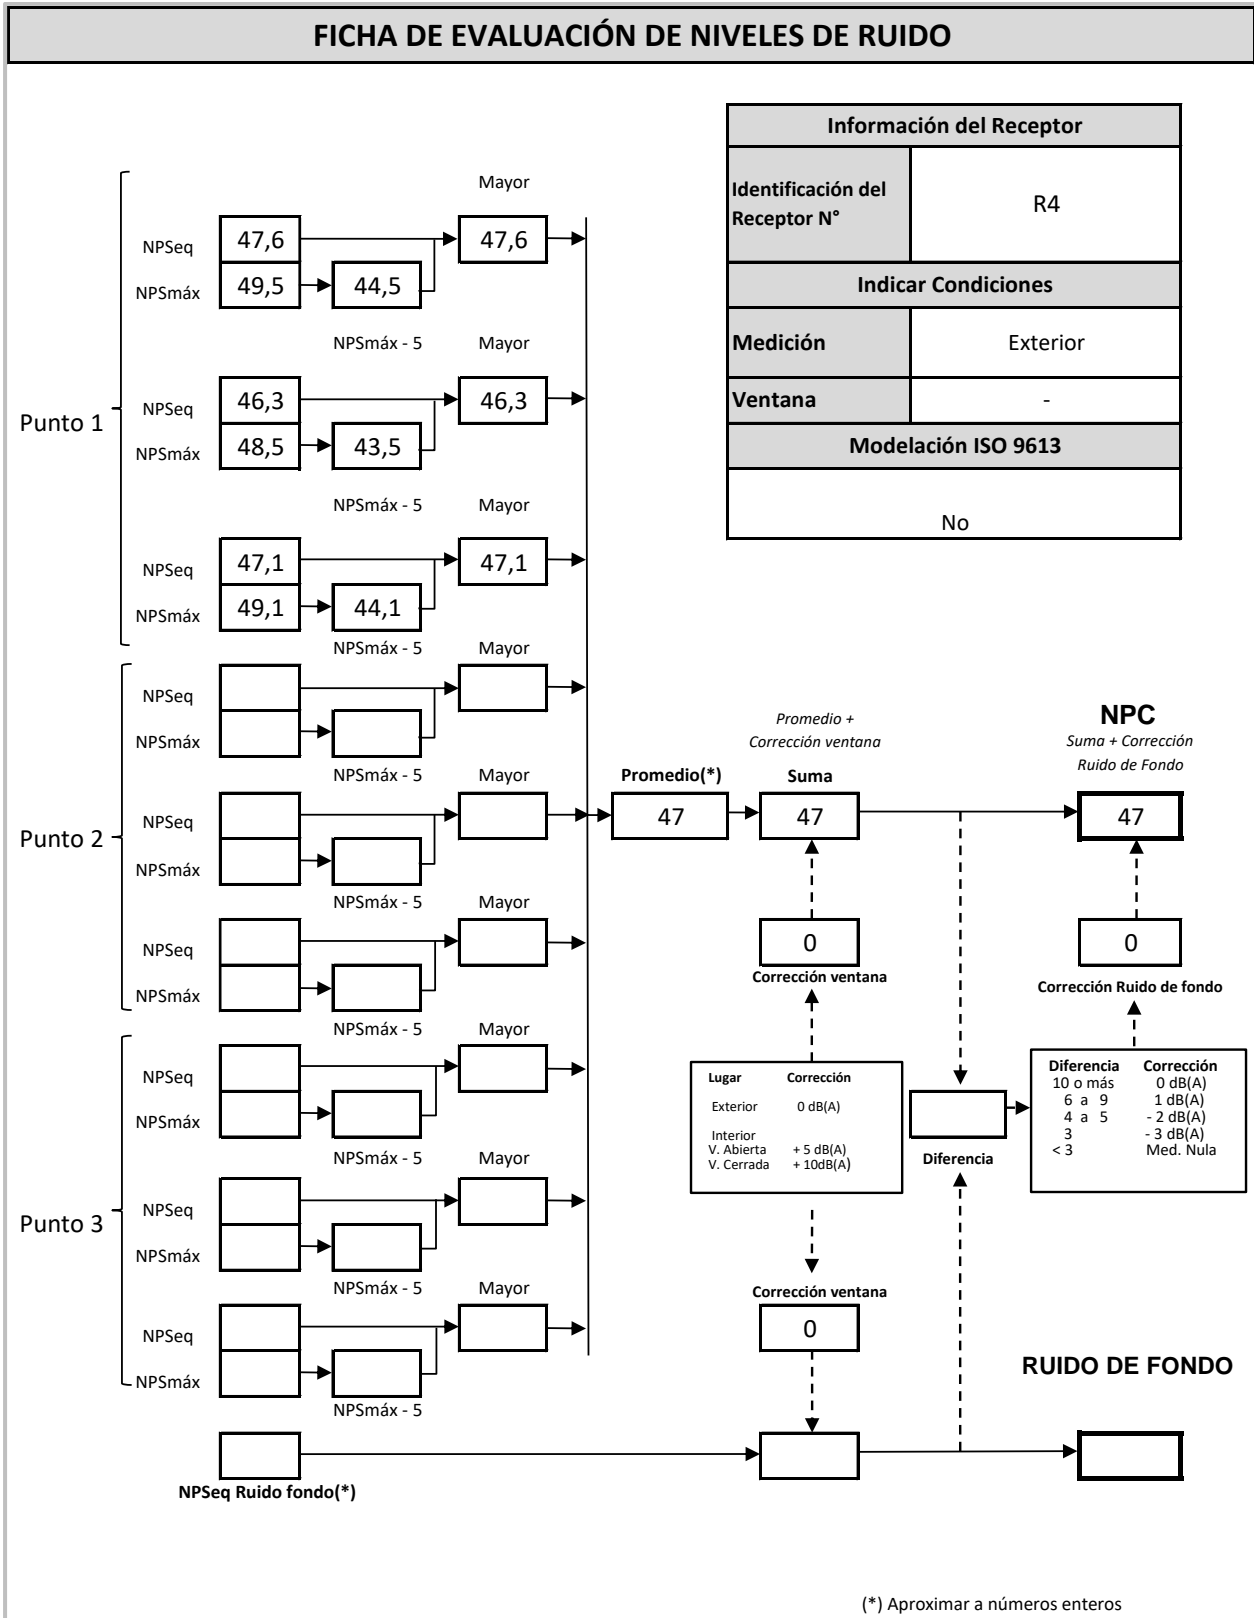 FICHA DE EVALUACIÓN DE NIVELES DE RUIDO
Información del Receptor
Identificación del Receptor N°
R4
Indicar Condiciones
Medición
Exterior
Ventana
-
Modelación ISO 9613
No
Punto 1
Mayor
NPSeq
47,6
47,6
NPSmáx
49,5
44,5
NPSmáx - 5
Mayor
NPSeq
46,3
46,3
NPSmáx
48,5
43,5
NPSmáx - 5
Mayor
NPSeq
47,1
47,1
NPSmáx
49,1
44,1
NPSmáx - 5
Mayor
Punto 2
NPSeq
NPSmáx
NPSmáx - 5
Mayor
NPSeq
NPSmáx
NPSmáx - 5
Mayor
NPSeq
NPSmáx
NPSmáx - 5
Mayor
Punto 3
NPSeq
NPSmáx
NPSmáx - 5
Mayor
NPSeq
NPSmáx
NPSmáx - 5
Mayor
NPSeq
NPSmáx
NPSmáx - 5
NPSeq Ruido fondo(*)
Promedio(*)
47
Promedio +
Corrección ventana
Suma
47
0
Corrección ventana
Lugar Corrección
Exterior 0 dB(A)
Interior
V. Abierta + 5 dB(A)
V. Cerrada + 10dB(A)
Corrección ventana
0
Diferencia
NPC
Suma + Corrección
Ruido de Fondo
47
0
Corrección Ruido de fondo
Diferencia Corrección
10 o más 0 dB(A)
6 a 9 1 dB(A)
4 a 5 - 2 dB(A)
3 - 3 dB(A)
< 3 Med. Nula
RUIDO DE FONDO
(*) Aproximar a números enteros